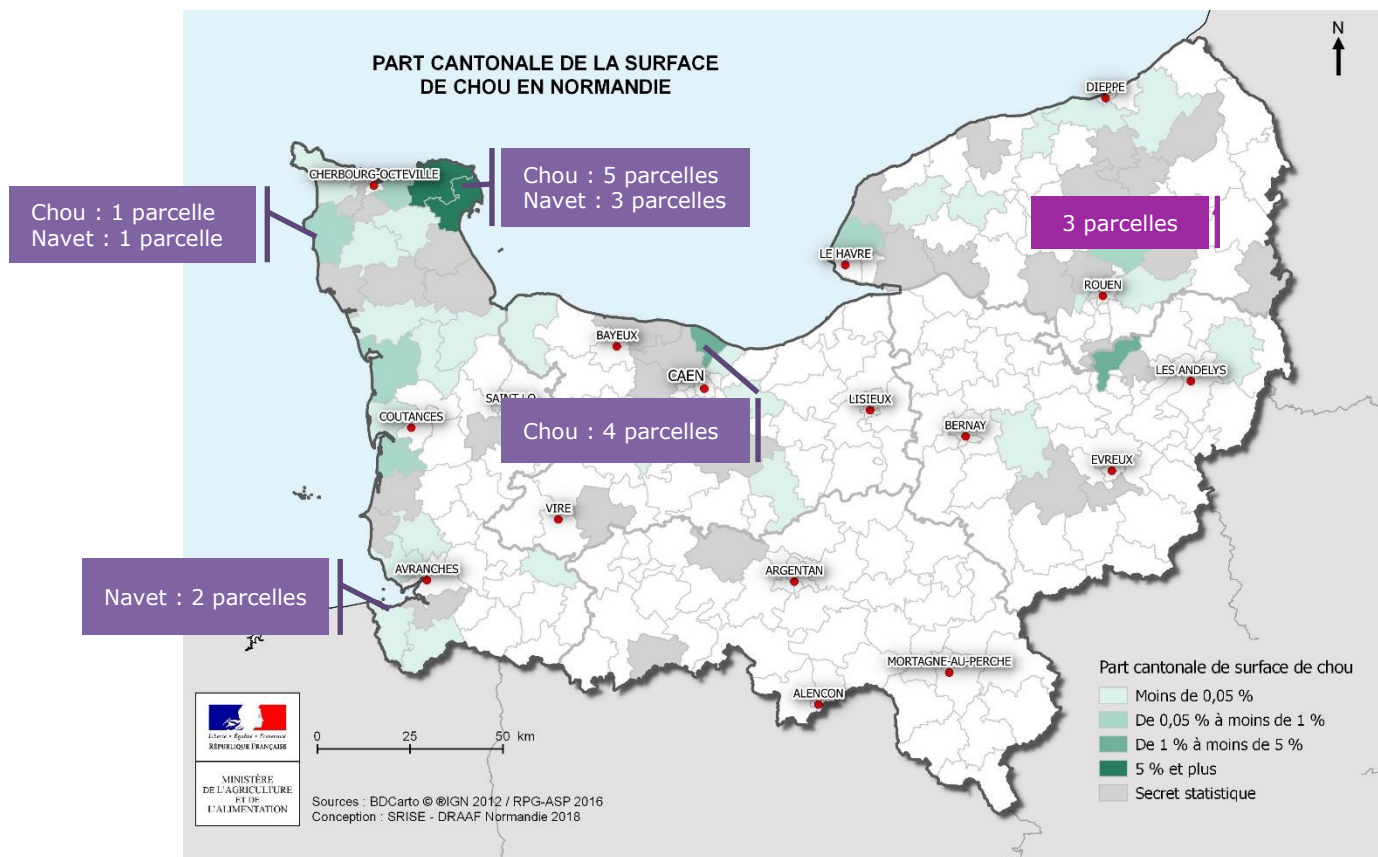 PART CANTONALE DE LA SURFACE
DE CHOU EN NORMANDIE
N
DIEPPE
CHERBOURG-OCTEVILLE
Chou : 5 parcelles
Navet : 3 parcelles
Chou : 1 parcelle
Navet : 1 parcelle
3 parcelles
LE HAVRE
ROUEN
BAYEUX
CAEN
LES ANDELYS
SAINT-LO
LISIEUX
COUTANCES
Chou : 4 parcelles
BERNAY
EVREUX
VIRE
AVRANCHES
ARGENTAN
Navet : 2 parcelles
MORTAGNE-AU-PERCHE
ALENCON
Part cantonale de surface de chou
Moins de 0,05 %
De 0,05 % à moins de 1 %
De 1 % à moins de 5 %
5 % et plus
Secret statistique
Liberté • Égalité • Fraternité
RÉPUBLIQUE FRANÇAISE
MINISTÈRE
DE L'AGRICULTURE
ET DE
L'ALIMENTATION
0 25 50 km
Sources : BDCarto © ®IGN 2012 / RPG-ASP 2016
Conception : SRISE - DRAAF Normandie 2018